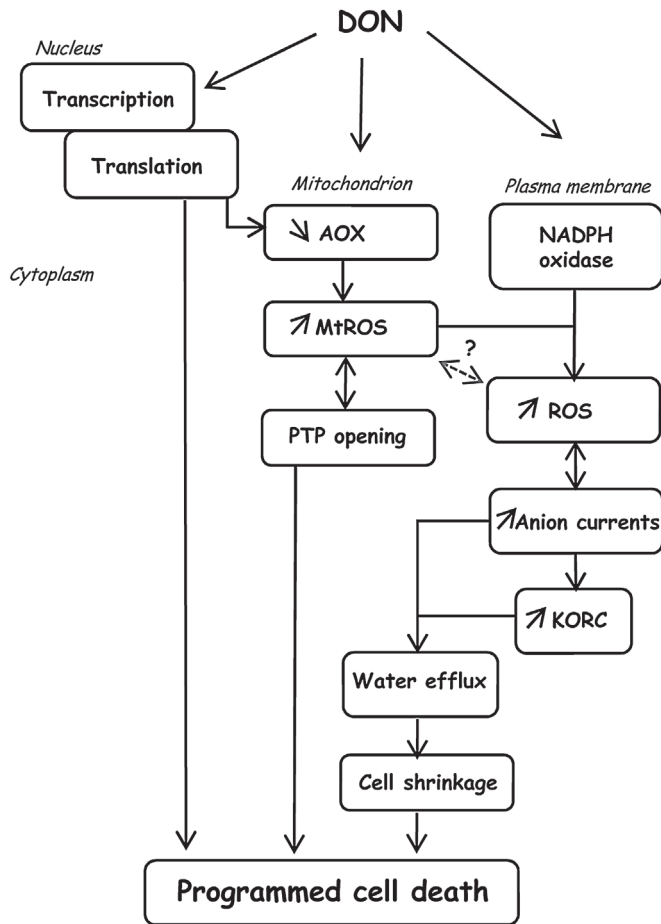 DON
Nucleus
Transcription
Translation
Mitochondrion
Plasma membrane
AOX
NADPH
oxidase
Cytoplasm
MtROS
?
ROS
PTP opening
Anion currents
KORC
Water efflux
Cell shrinkage
Programmed cell death